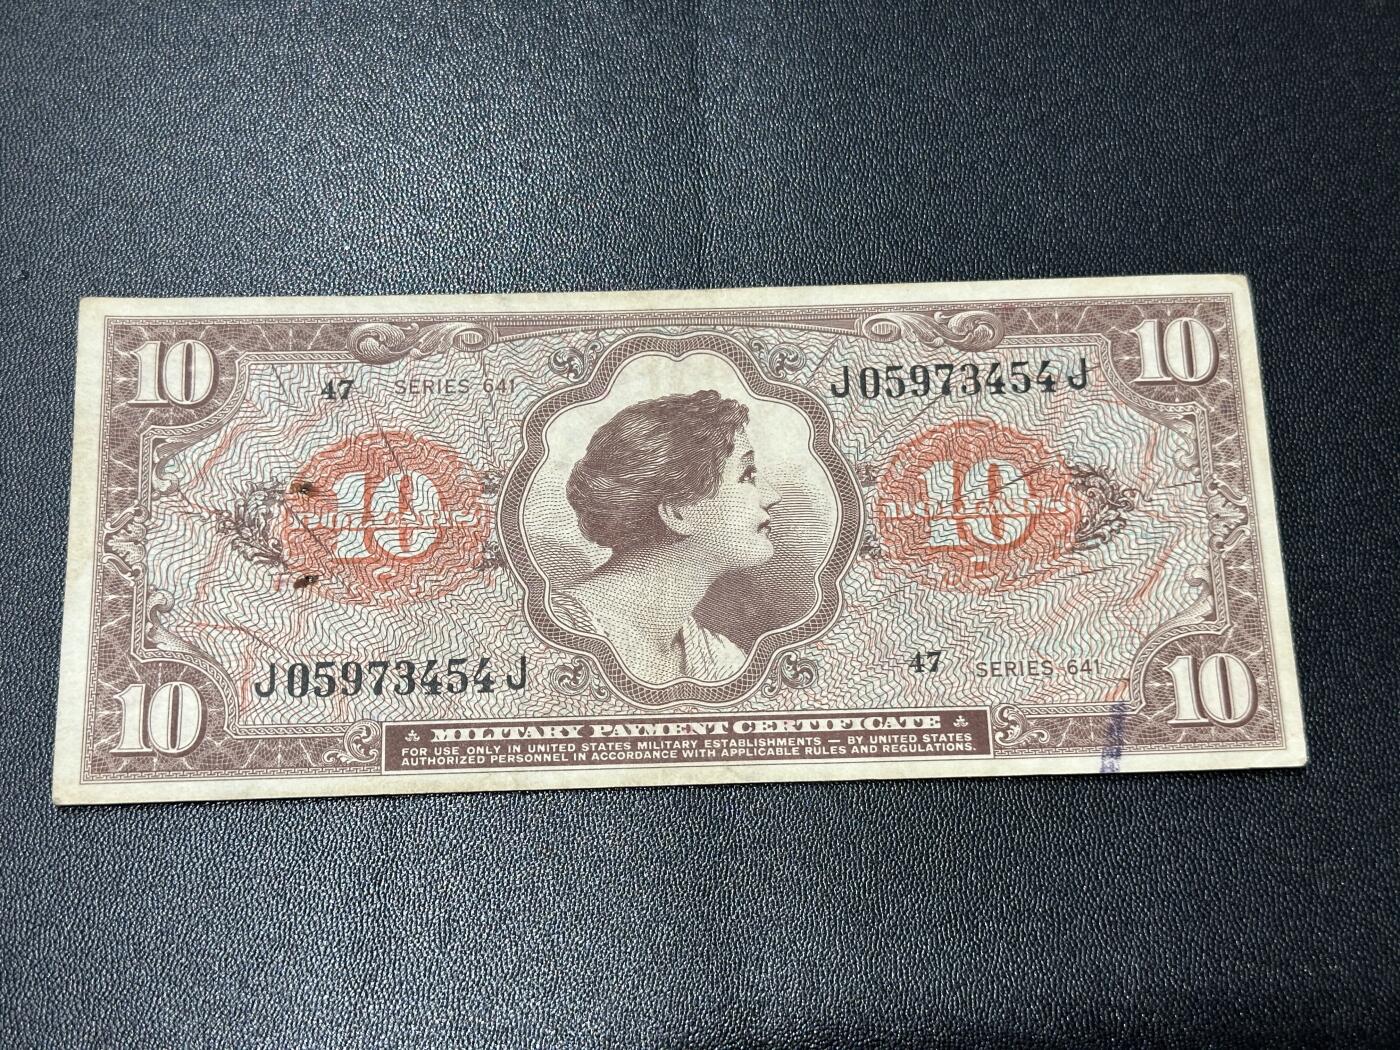 10
10
47 SERIES 641
J05973454J
10
10
J05973454J
47 SERIES 641
10
10
MILITARY PAYMENT CERTIFICATE
FOR USE ONLY IN UNITED STATES MILITARY ESTABLISHMENTS — BY UNITED STATES
AUTHORIZED PERSONNEL IN ACCORDANCE WITH APPLICABLE RULES AND REGULATIONS.